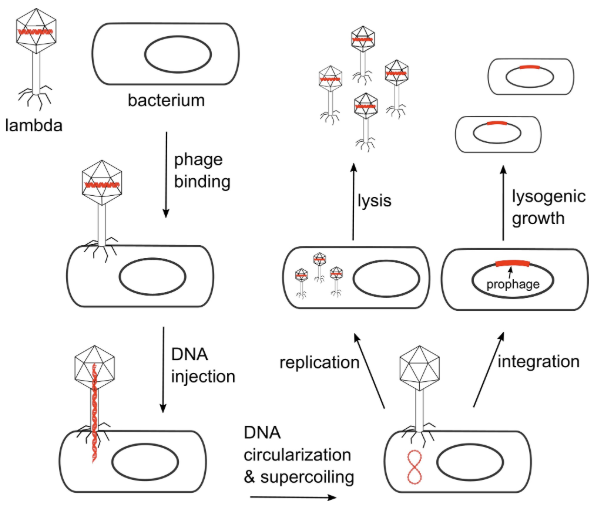 lambda
bacterium
phage
binding
DNA
injection
DNA
circularization
& supercoiling
replication
integration
prophage
lysis
lysogenic
growth